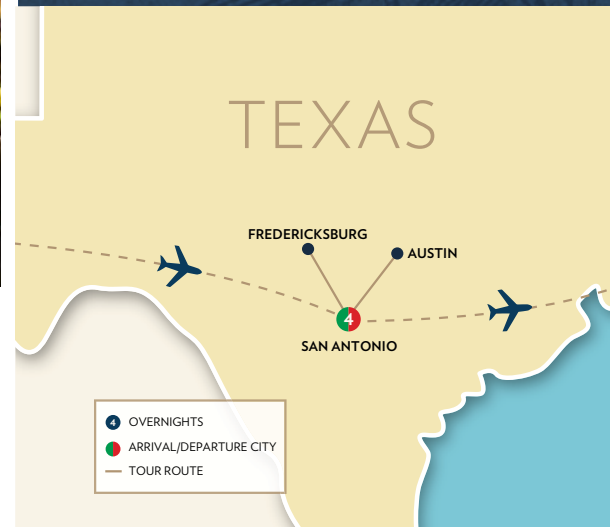 TEXAS
FREDERICKSBURG
AUSTIN
4
SAN ANTONIO
4 OVERNIGHTS
ARRIVAL/DEPARTURE CITY
TOUR ROUTE